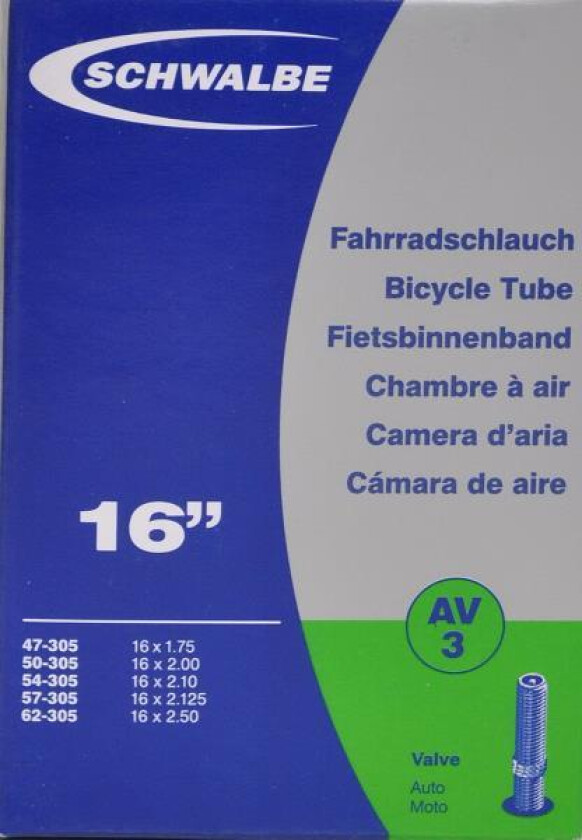 SCHWALBE
Fahrradschlauch
Bicycle Tube
Fietsbinnenband
Chambre à air
Camera d'aria
Cámara de aire
16”
47-305 16 x 1.75
50-305 16 x 2.00
54-305 16 x 2.10
57-305 16 x 2.125
62-305 16 x 2.50
AV
3
Valve
Auto
Moto